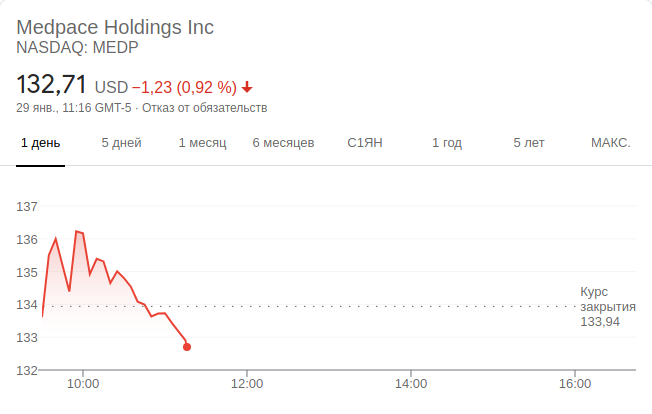 Medpace Holdings Inc
NASDAQ: MEDP
132,71 USD −1,23 (0,92 %)
29 янв., 11:16 GMT-5 · Отказ от обязательств
1 день 5 дней 1 месяц 6 месяцев С1ЯН 1 год 5 лет МАКС.
137
136
135
134
133
132
Курс
закрытия
133,94
10:00 12:00 14:00 16:00